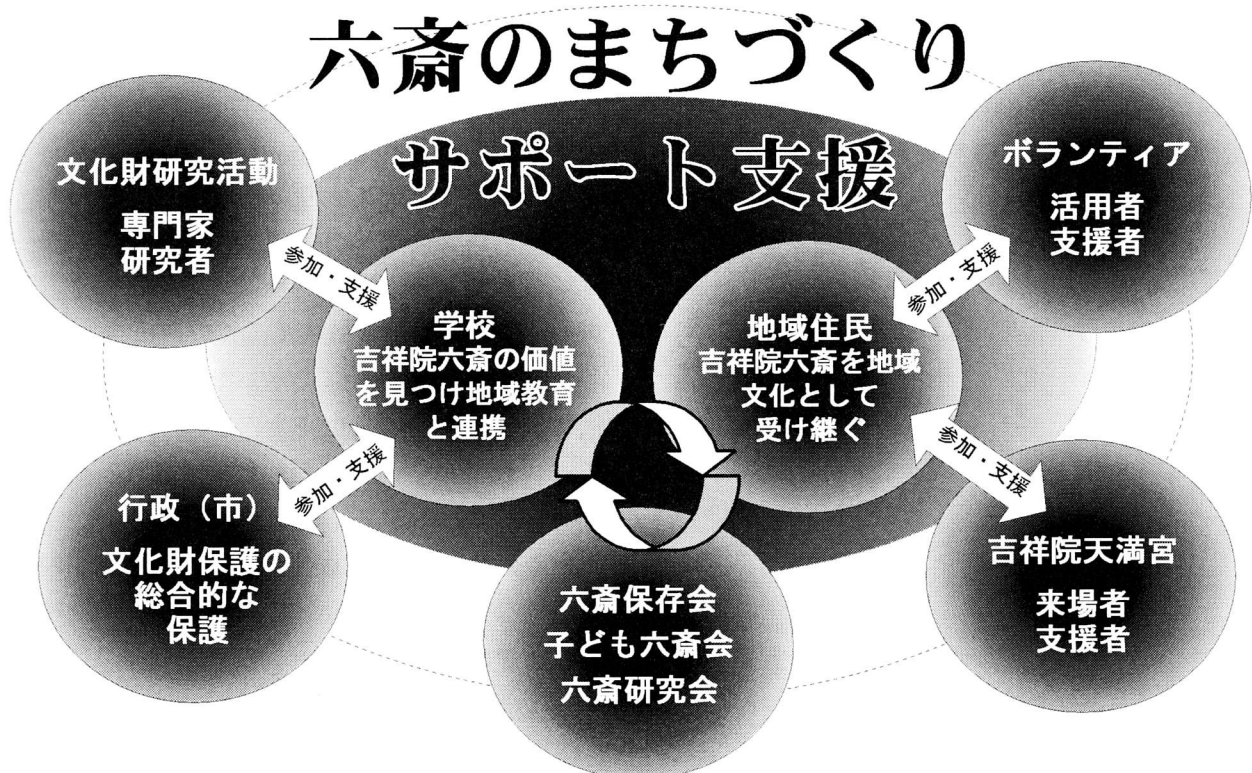 六斎のまちづくり
サポート支援
文化財研究活動
専門家
研究者
ボランティア
活用者
支援者
参加・支援
参加・支援
学校
吉祥院六斎の価値
を見つけ地域教育
と連携
地域住民
吉祥院六斎を地域
文化として
受け継ぐ
参加・支援
参加・支援
行政（市）
文化財保護の
総合的な
保護
吉祥院天満宮
来場者
支援者
六斎保存会
子ども六斎会
六斎研究会